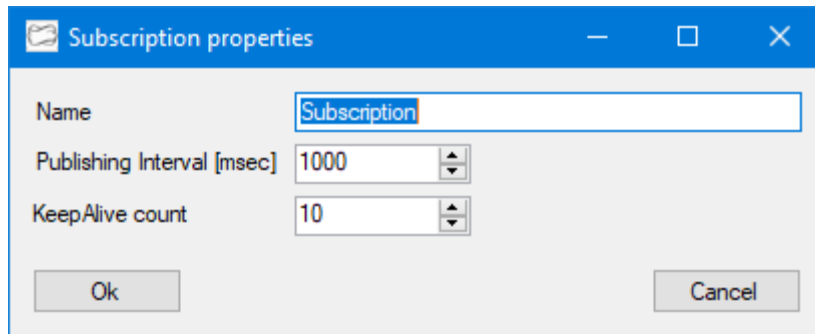 Subscription properties
Name Subscription
Publishing Interval [msec] 1000
KeepAlive count 10
Ok Cancel